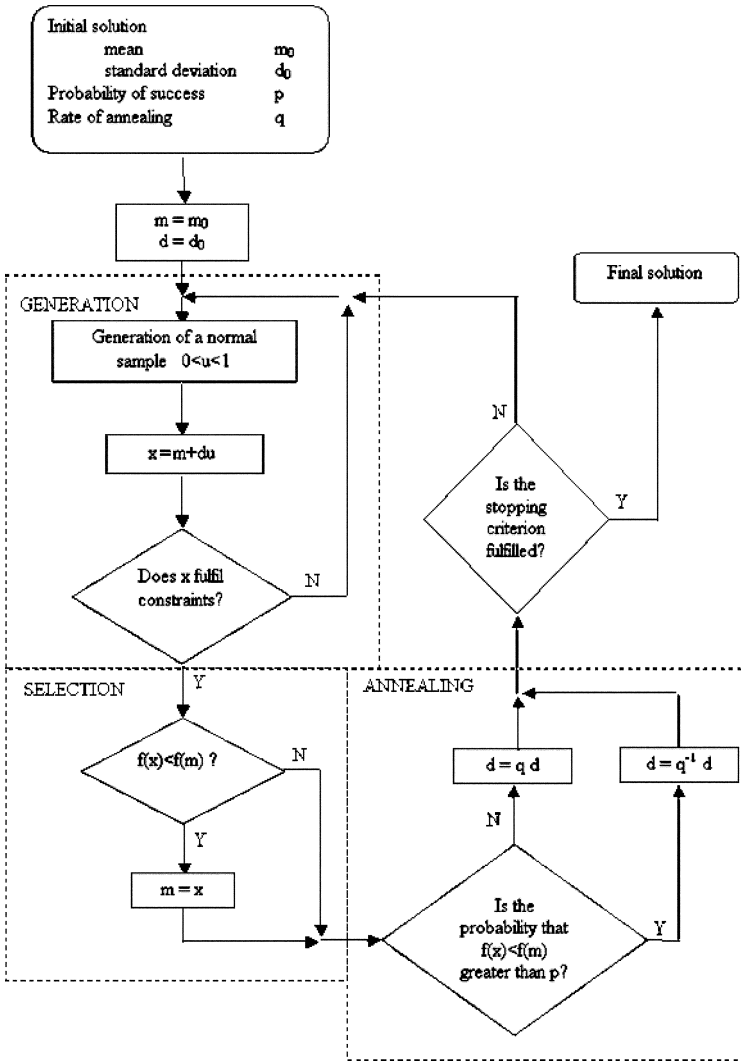 Initial solution
mean m₀
standard deviation d₀
Probability of success p
Rate of annealing q
m = m₀
d = d₀
GENERATION
Generation of a normal
sample 0<u<1
x=m+du
Does x fulfil
constraints?
N
Y
SELECTION
f(x)<f(m) ?
N
Y
m = x
ANNEALING
Is the
probability that
f(x)<f(m)
greater than p?
N
Y
d = q d
d = q⁻¹ d
Is the
stopping
criterion
fulfilled?
N
Y
Final solution